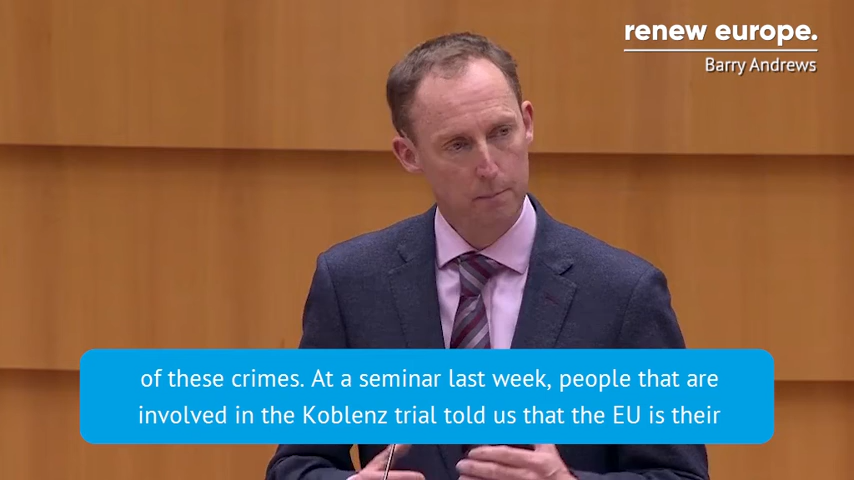 renew europe.
Barry Andrews
of these crimes. At a seminar last week, people that are
involved in the Koblenz trial told us that the EU is their